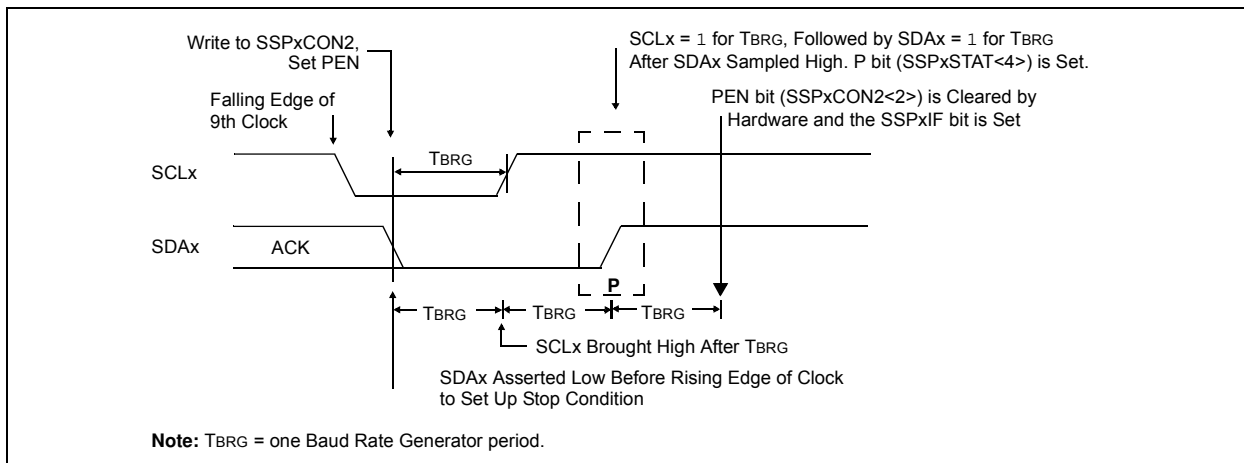 Write to SSPxCON2,
Set PEN
SCLx = 1 for TBRG, Followed by SDAx = 1 for TBRG
After SDAx Sampled High. P bit (SSPxSTAT<4>) is Set.
Falling Edge of
9th Clock
PEN bit (SSPxCON2<2>) is Cleared by
Hardware and the SSPxIF bit is Set
SCLx
TBRG
SDAx
ACK
P
TBRG
TBRG
TBRG
SCLx Brought High After TBRG
SDAx Asserted Low Before Rising Edge of Clock
to Set Up Stop Condition
Note: TBRG = one Baud Rate Generator period.